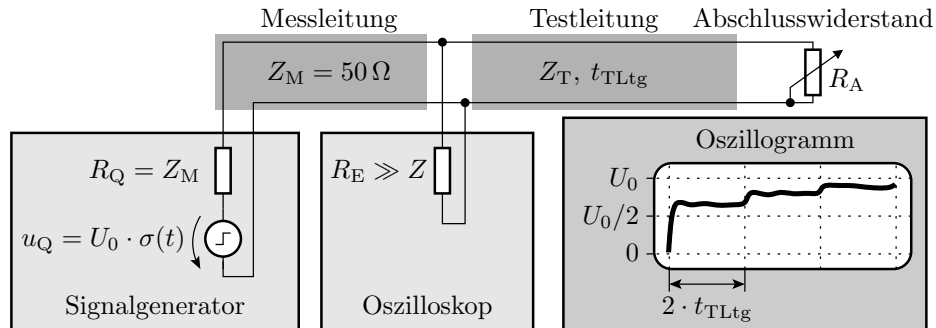 Messleitung Testleitung Abschlusswiderstand
Z_M = 50 Ω Z_T, t_TLtg R_A
Oszillogramm
R_Q = Z_M R_E ≫ Z U_0
U_0/2
u_Q = U_0 · σ(t) 0
Signalgenerator Oszilloskop 2 · t_TLtg